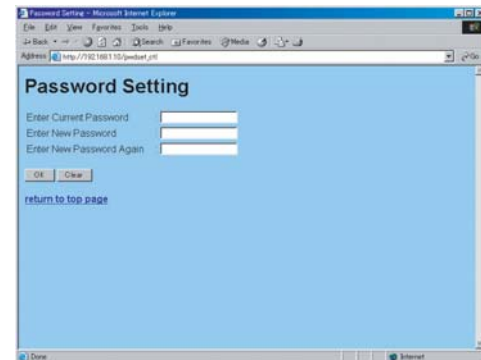 Password Setting - Microsoft Internet Explorer
File Edit View Favorites Tools Help
Back Search Favorites Media
Address http://192.168.1.10/pwdset_ctl Go
Password Setting
Enter Current Password
Enter New Password
Enter New Password Again
OK Clear
return to top page
Done Internet